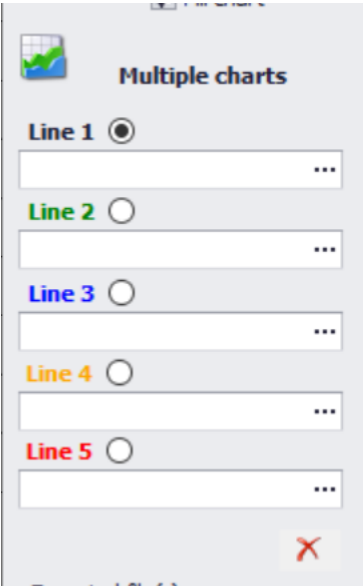 Multiple charts
Line 1
...
Line 2
...
Line 3
...
Line 4
...
Line 5
...